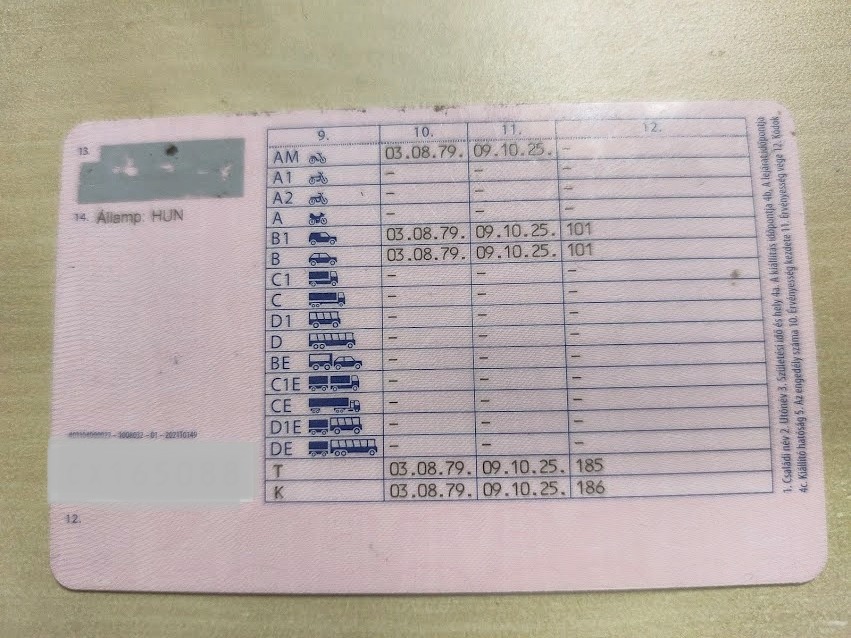 13.
14. Államp: HUN
12.
9. 10. 11. 12.
AM 03.08.79. 09.10.25. –
A1 – – –
A2 – – –
A – – –
B1 03.08.79. 09.10.25. 101
B 03.08.79. 09.10.25. 101
C1 – – –
C – – –
D1 – – –
D – – –
BE – – –
C1E – – –
CE – – –
D1E – – –
DE – – –
T 03.08.79. 09.10.25. 185
K 03.08.79. 09.10.25. 186
1. Családi név 2. Utónév 3. Születési idő és hely 4a. A kiállítás időpontja 4b. A lejárat időpontja
4c. Kiállító hatóság 5. Az engedély száma 10. Érvényesség kezdete 11. Érvényesség vége 12. Kódok